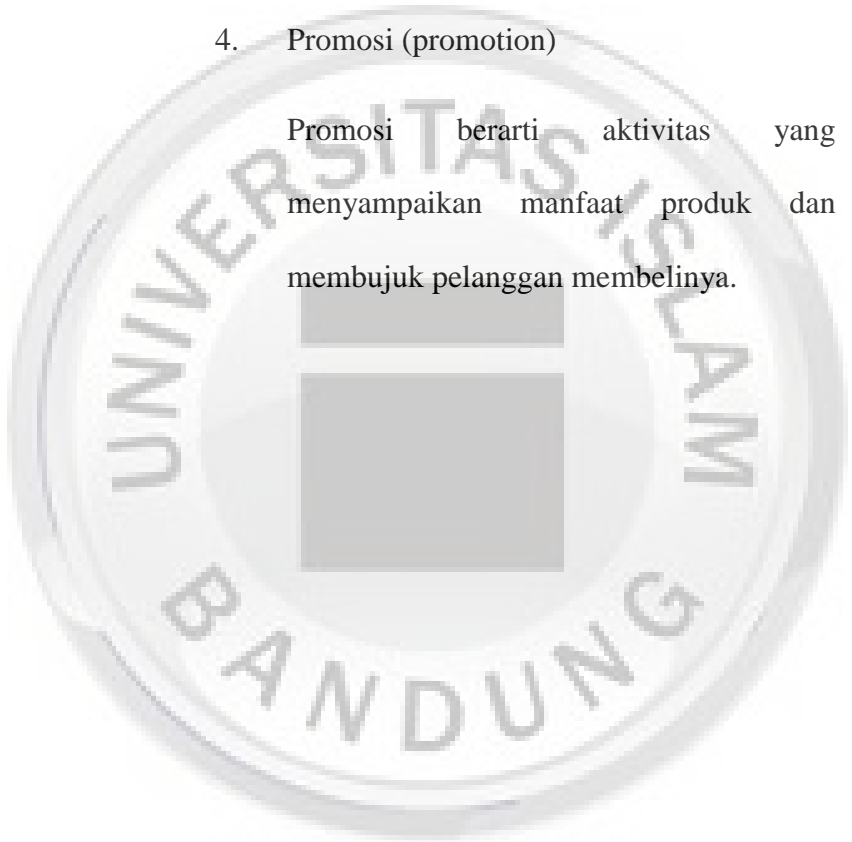 4. Promosi (promotion)
Promosi berarti aktivitas yang
menyampaikan manfaat produk dan
membujuk pelanggan membelinya.
UNIVERSITAS ISLAM
BANDUNG